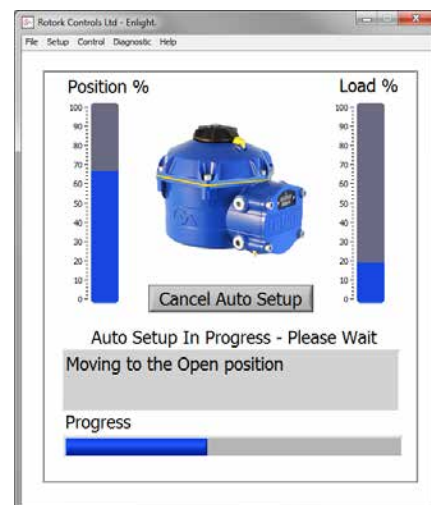 Rotork Controls Ltd - Enlight.
File Setup Control Diagnostic Help
Position % Load %
100 100
90 90
80 80
70 70
60 60
50 50
40 40
30 30
20 20
10 10
0 0
Cancel Auto Setup
Auto Setup In Progress - Please Wait
Moving to the Open position
Progress